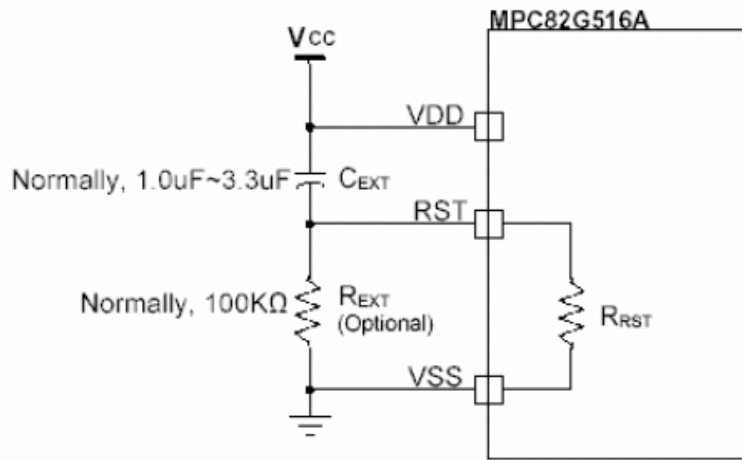 MPC82G516A
Vcc
VDD
Normally, 1.0uF~3.3uF CEXT
RST
Normally, 100KΩ REXT
(Optional)
RRST
VSS